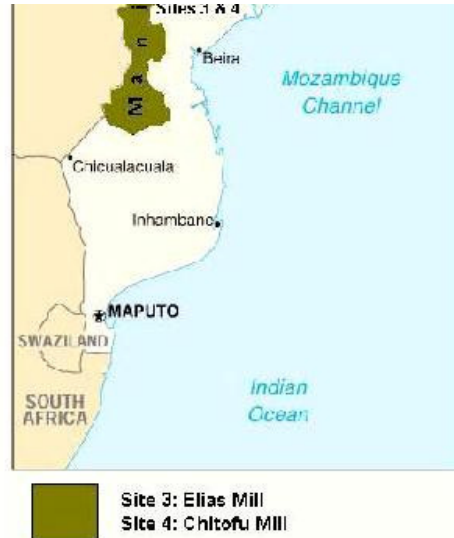 Sites 3 & 4
M a n i
Beira
Mozambique
Channel
Chicualacuala
Inhambane
MAPUTO
SWAZILAND
SOUTH
AFRICA
Indian
Ocean
Site 3: Elias Mill
Site 4: Chitofu Mill